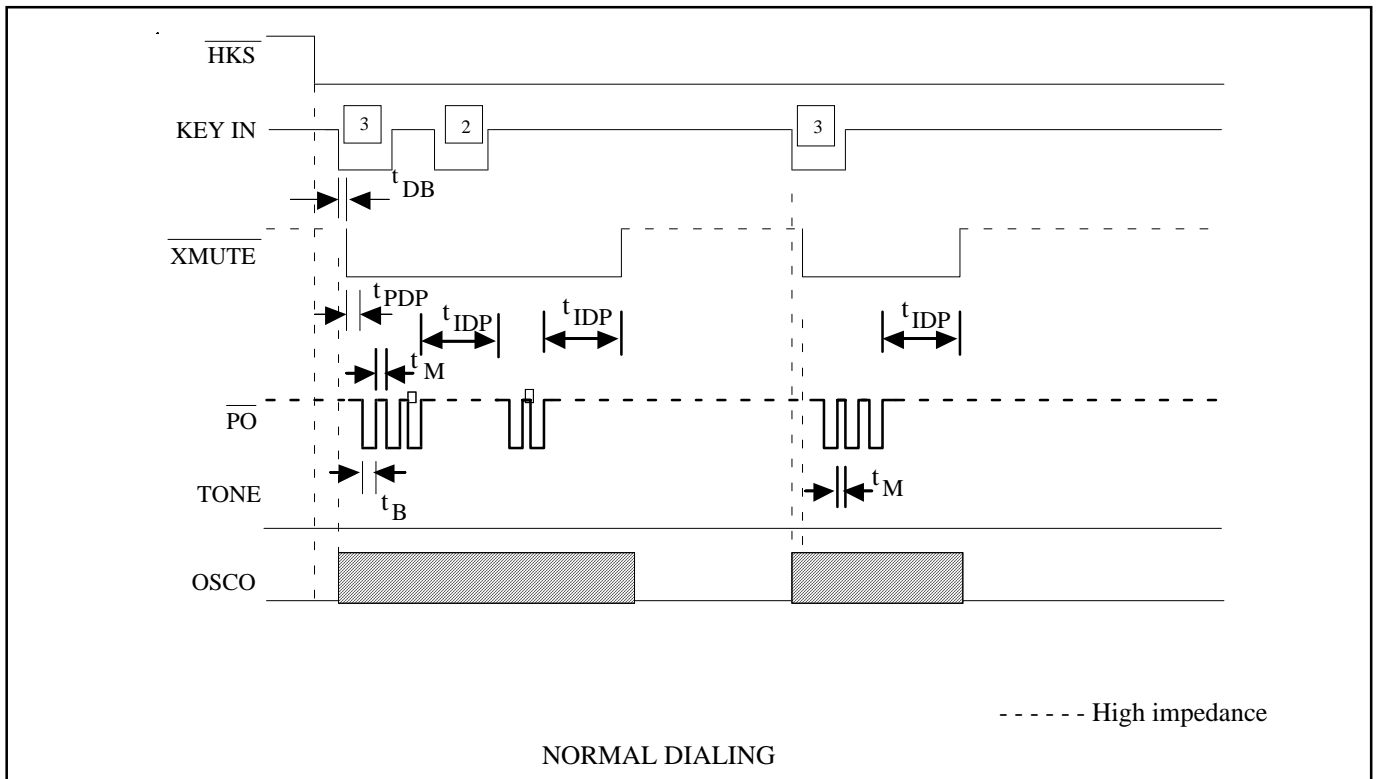 HKS
KEY IN 3 2 3
tDB
XMUTE
tPDP tIDP tIDP tIDP
tM
PO
tB tM
TONE
OSCO
------ High impedance
NORMAL DIALING